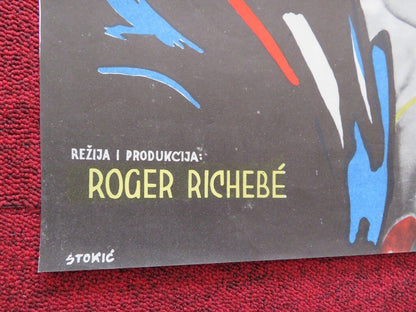 REŽIJA I PRODUKCIJA:
ROGER RICHEBÉ
STOKIĆ